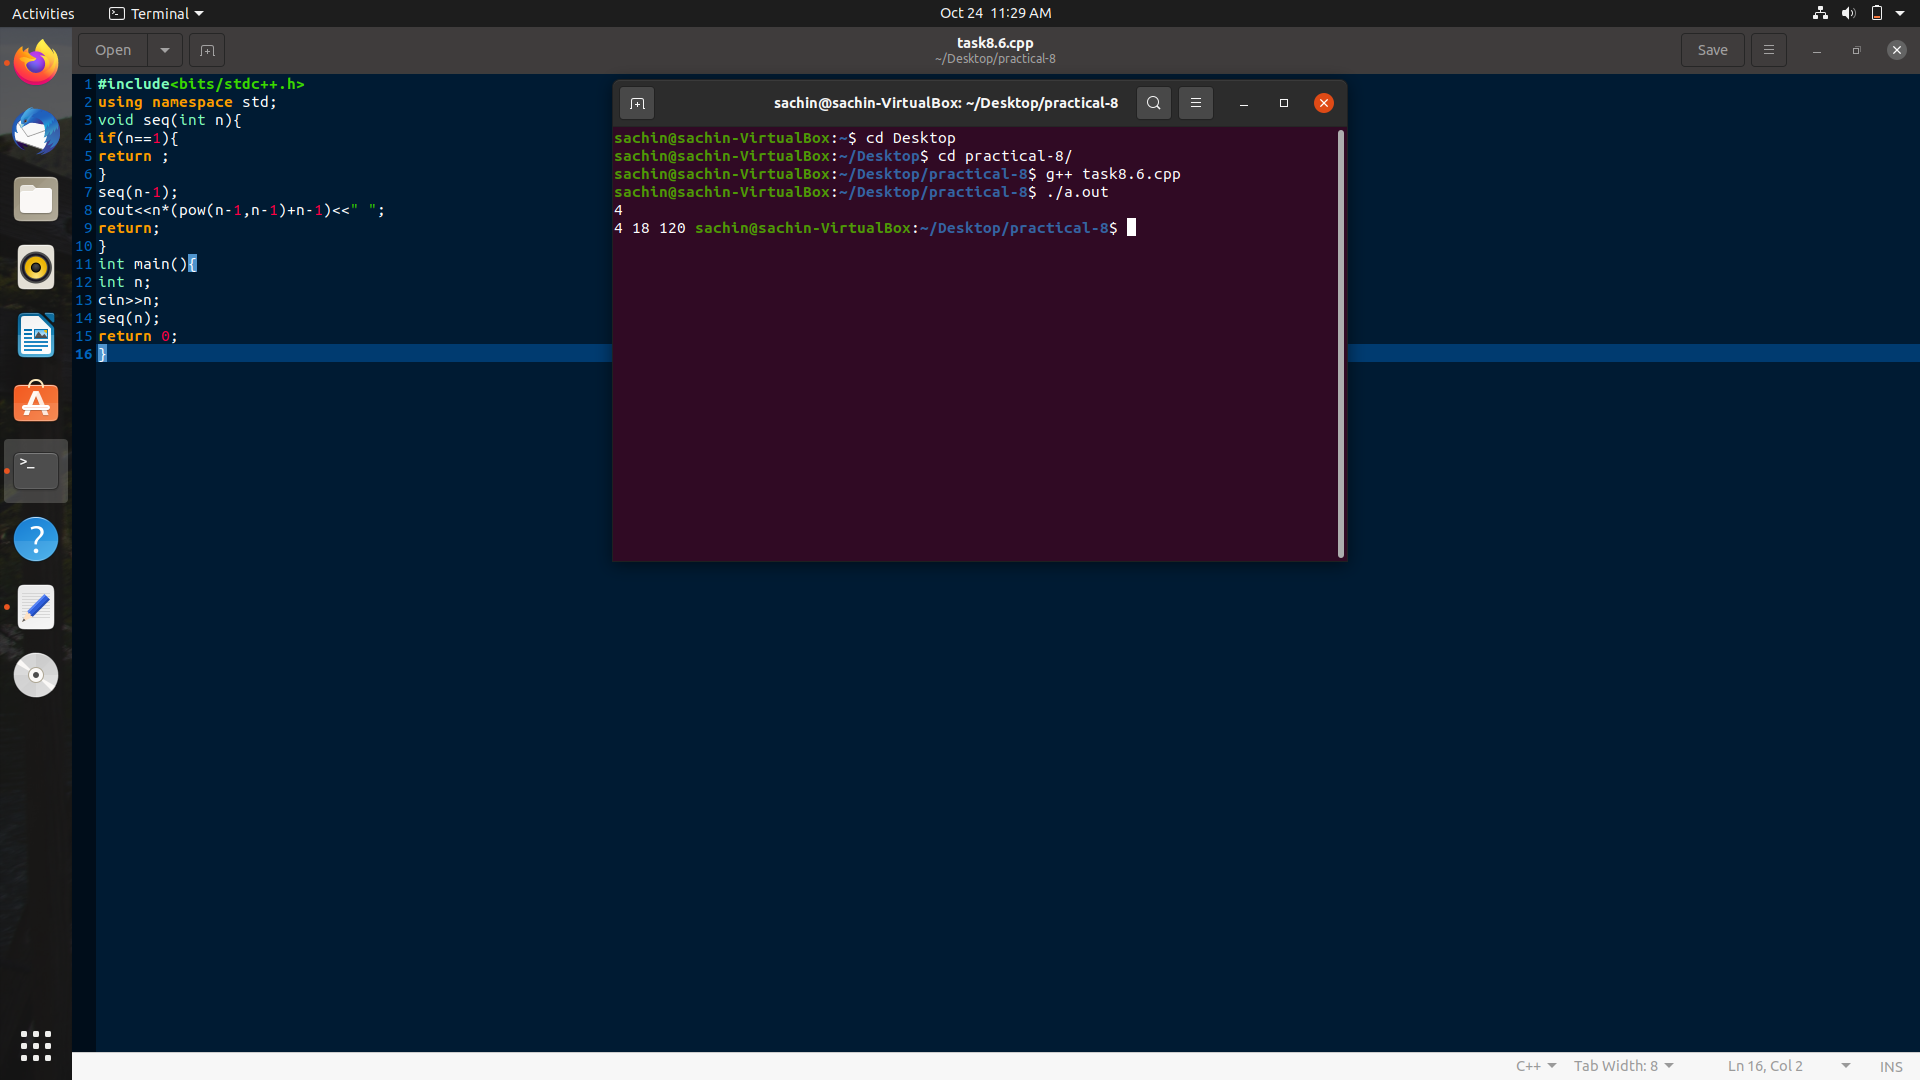 Activities
Terminal
Oct 24 11:29 AM
Open
task8.6.cpp
~/Desktop/practical-8
Save
1 #include<bits/stdc++.h>
2 using namespace std;
3 void seq(int n){
4 if(n==1){
5 return ;
6 }
7 seq(n-1);
8 cout<<n*(pow(n-1,n-1)+n-1)<<" ";
9 return;
10 }
11 int main(){
12 int n;
13 cin>>n;
14 seq(n);
15 return 0;
16 }
sachin@sachin-VirtualBox: ~/Desktop/practical-8
sachin@sachin-VirtualBox:~$ cd Desktop
sachin@sachin-VirtualBox:~/Desktop$ cd practical-8/
sachin@sachin-VirtualBox:~/Desktop/practical-8$ g++ task8.6.cpp
sachin@sachin-VirtualBox:~/Desktop/practical-8$ ./a.out
4
4 18 120 sachin@sachin-VirtualBox:~/Desktop/practical-8$
C++
Tab Width: 8
Ln 16, Col 2
INS